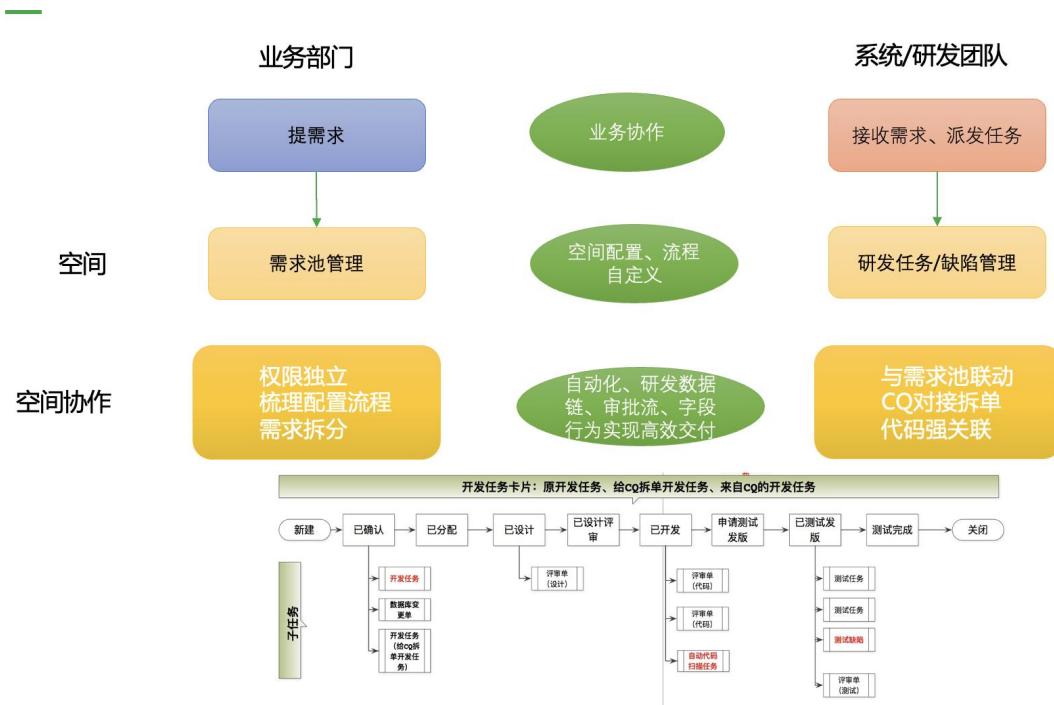 业务部门
系统/研发团队
提需求
业务协作
接收需求、派发任务
空间
需求池管理
空间配置、流程
自定义
研发任务/缺陷管理
空间协作
权限独立
梳理配置流程
需求拆分
自动化、研发数据
链、审批流、字段
行为实现高效交付
与需求池联动
CQ对接拆单
代码强关联
开发任务卡片：原开发任务、给CQ拆单开发任务、来自CQ的开发任务
新建
已确认
已分配
已设计
已设计评
审
已开发
申请测试
发版
已测试发
版
测试完成
关闭
子任务
开发任务
数据库变
更单
开发任务
（给CQ拆
单开发任
务）
评审单
（设计）
评审单
（代码）
评审单
（代码）
自动代码
扫描任务
测试任务
测试任务
测试缺陷
评审单
（测试）